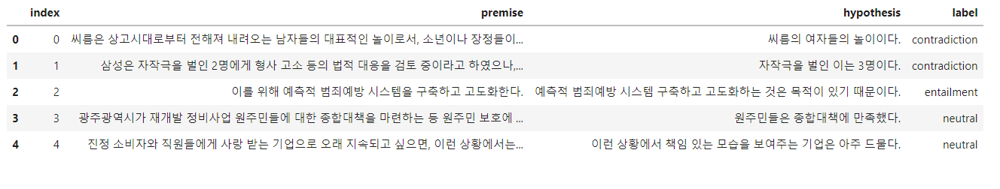 index premise hypothesis label
0 0 씨름은 상고시대로부터 전해져 내려오는 남자들의 대표적인 놀이로서, 소년이나 장정들이... 씨름의 여자들의 놀이이다. contradiction
1 1 삼성은 자작극을 벌인 2명에게 형사 고소 등의 법적 대응을 검토 중이라고 하였으나,... 자작극을 벌인 이는 3명이다. contradiction
2 2 이를 위해 예측적 범죄예방 시스템을 구축하고 고도화한다. 예측적 범죄예방 시스템 구축하고 고도화하는 것은 목적이 있기 때문이다. entailment
3 3 광주광역시가 재개발 정비사업 원주민들에 대한 종합대책을 마련하는 등 원주민 보호에 ... 원주민들은 종합대책에 만족했다. neutral
4 4 진정 소비자와 직원들에게 사랑 받는 기업으로 오래 지속되고 싶으면, 이런 상황에서는... 이런 상황에서 책임 있는 모습을 보여주는 기업은 아주 드물다. neutral